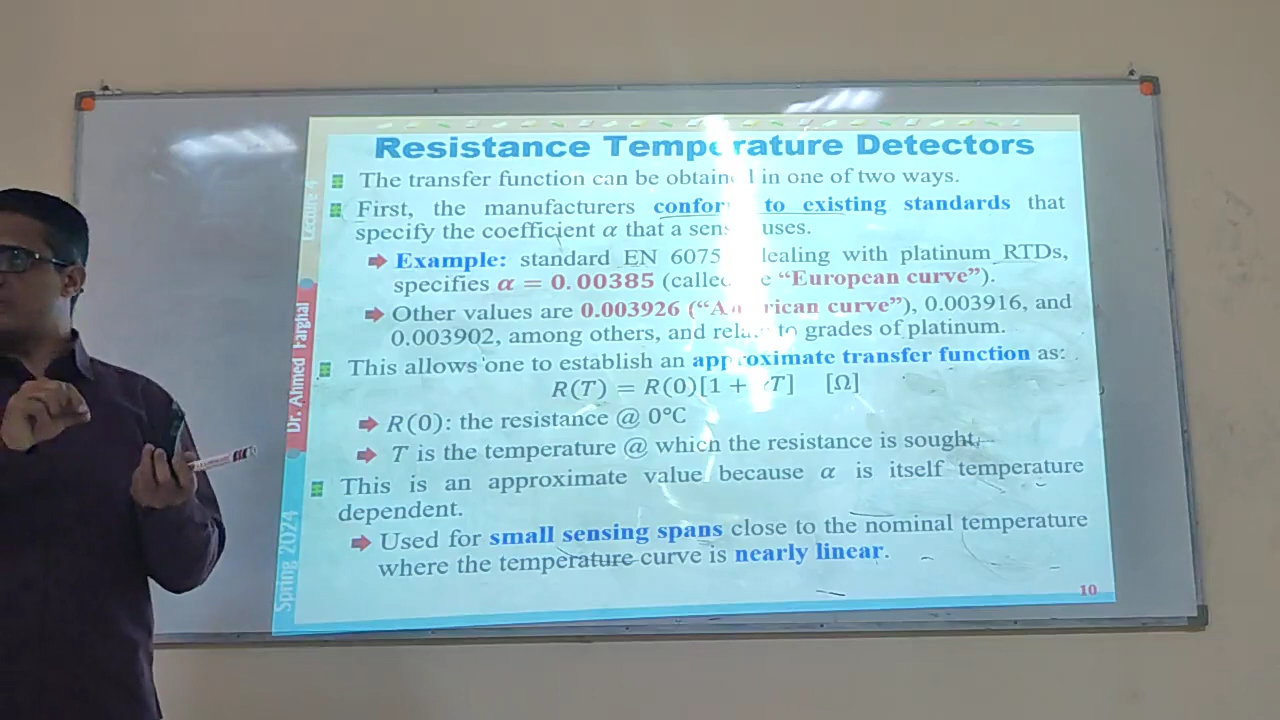 Resistance Temperature Detectors
The transfer function can be obtained in one of two ways.
First, the manufacturers conform to existing standards that
specify the coefficient α that a sensor uses.
Example: standard EN 6075 dealing with platinum RTDs,
specifies α = 0.00385 (called the “European curve”).
Other values are 0.003926 (“American curve”), 0.003916, and
0.003902, among others, and relate to grades of platinum.
This allows one to establish an approximate transfer function as:
R(T) = R(0)[1 + T] [Ω]
R(0): the resistance @ 0°C
T is the temperature @ which the resistance is sought.
This is an approximate value because α is itself temperature
dependent.
Used for small sensing spans close to the nominal temperature
where the temperature curve is nearly linear.
10
Lecture 4
Dr. Ahmed Farghal
Spring 2024